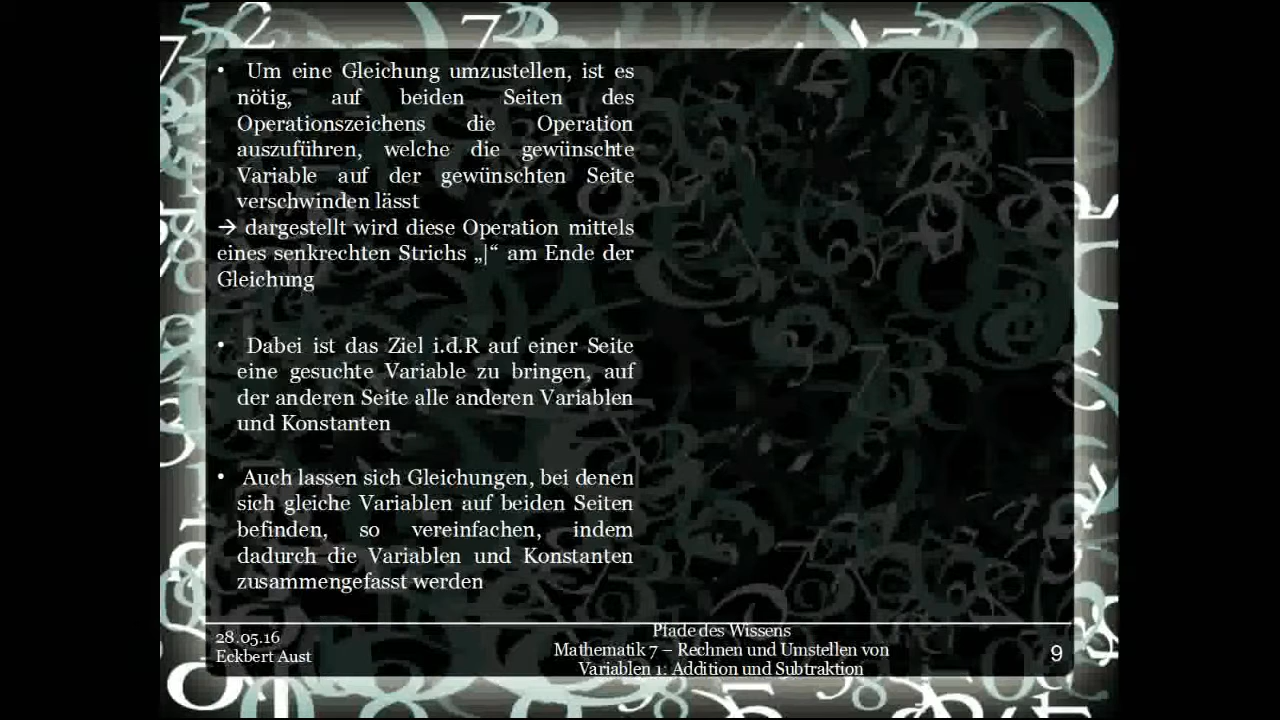 • Um eine Gleichung umzustellen, ist es
nötig, auf beiden Seiten des
Operationszeichens die Operation
auszuführen, welche die gewünschte
Variable auf der gewünschten Seite
verschwinden lässt
→ dargestellt wird diese Operation mittels
eines senkrechten Strichs „|“ am Ende der
Gleichung
• Dabei ist das Ziel i.d.R auf einer Seite
eine gesuchte Variable zu bringen, auf
der anderen Seite alle anderen Variablen
und Konstanten
• Auch lassen sich Gleichungen, bei denen
sich gleiche Variablen auf beiden Seiten
befinden, so vereinfachen, indem
dadurch die Variablen und Konstanten
zusammengefasst werden
28.05.16
Eckbert Aust
Pfade des Wissens
Mathematik 7 – Rechnen und Umstellen von
Variablen 1: Addition und Subtraktion
9